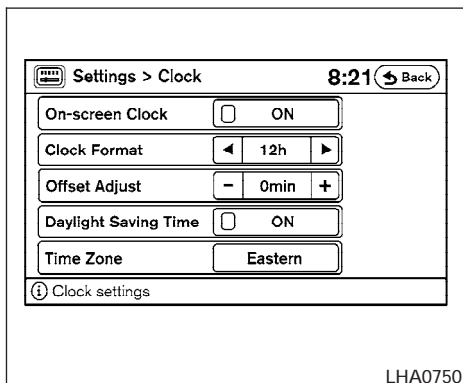 Settings > Clock 8:21 Back
On-screen Clock ON
Clock Format 12h
Offset Adjust - 0min +
Daylight Saving Time ON
Time Zone Eastern
i Clock settings
LHA0750